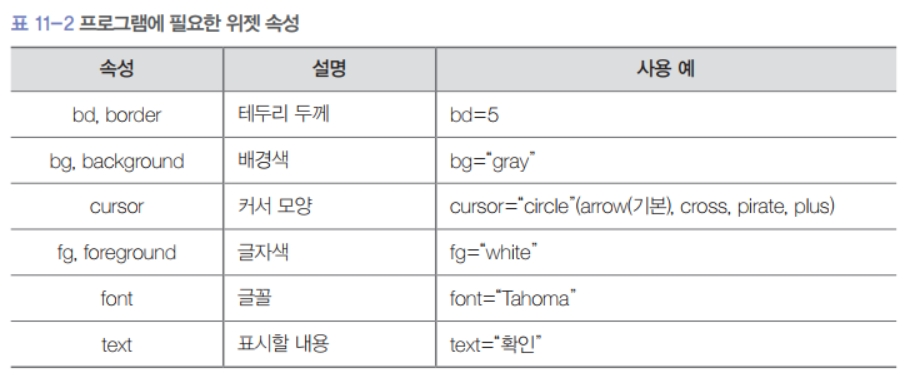 표 11-2 프로그램에 필요한 위젯 속성
속성 설명 사용 예
bd, border 테두리 두께 bd=5
bg, background 배경색 bg=“gray”
cursor 커서 모양 cursor=“circle”(arrow(기본), cross, pirate, plus)
fg, foreground 글자색 fg=“white”
font 글꼴 font=“Tahoma”
text 표시할 내용 text=“확인”